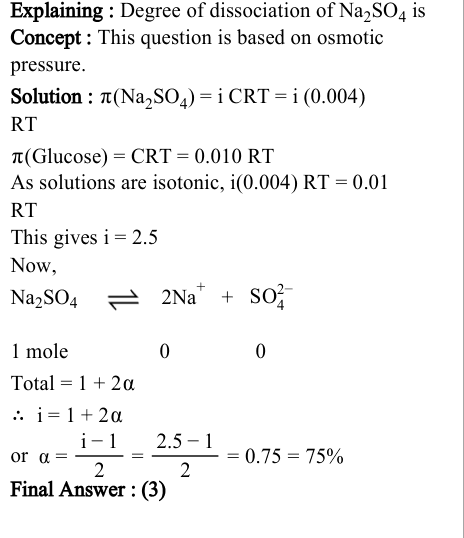 Explaining : Degree of dissociation of Na₂SO₄ is
Concept : This question is based on osmotic
pressure.
Solution : π(Na₂SO₄) = i CRT = i (0.004)
RT
π(Glucose) = CRT = 0.010 RT
As solutions are isotonic, i(0.004) RT = 0.01
RT
This gives i = 2.5
Now,
Na₂SO₄ ⇌ 2Na⁺ + SO₄²⁻
1 mole 0 0
Total = 1 + 2α
∴ i = 1 + 2α
or α = (i − 1)/2 = (2.5 − 1)/2 = 0.75 = 75%
Final Answer : (3)